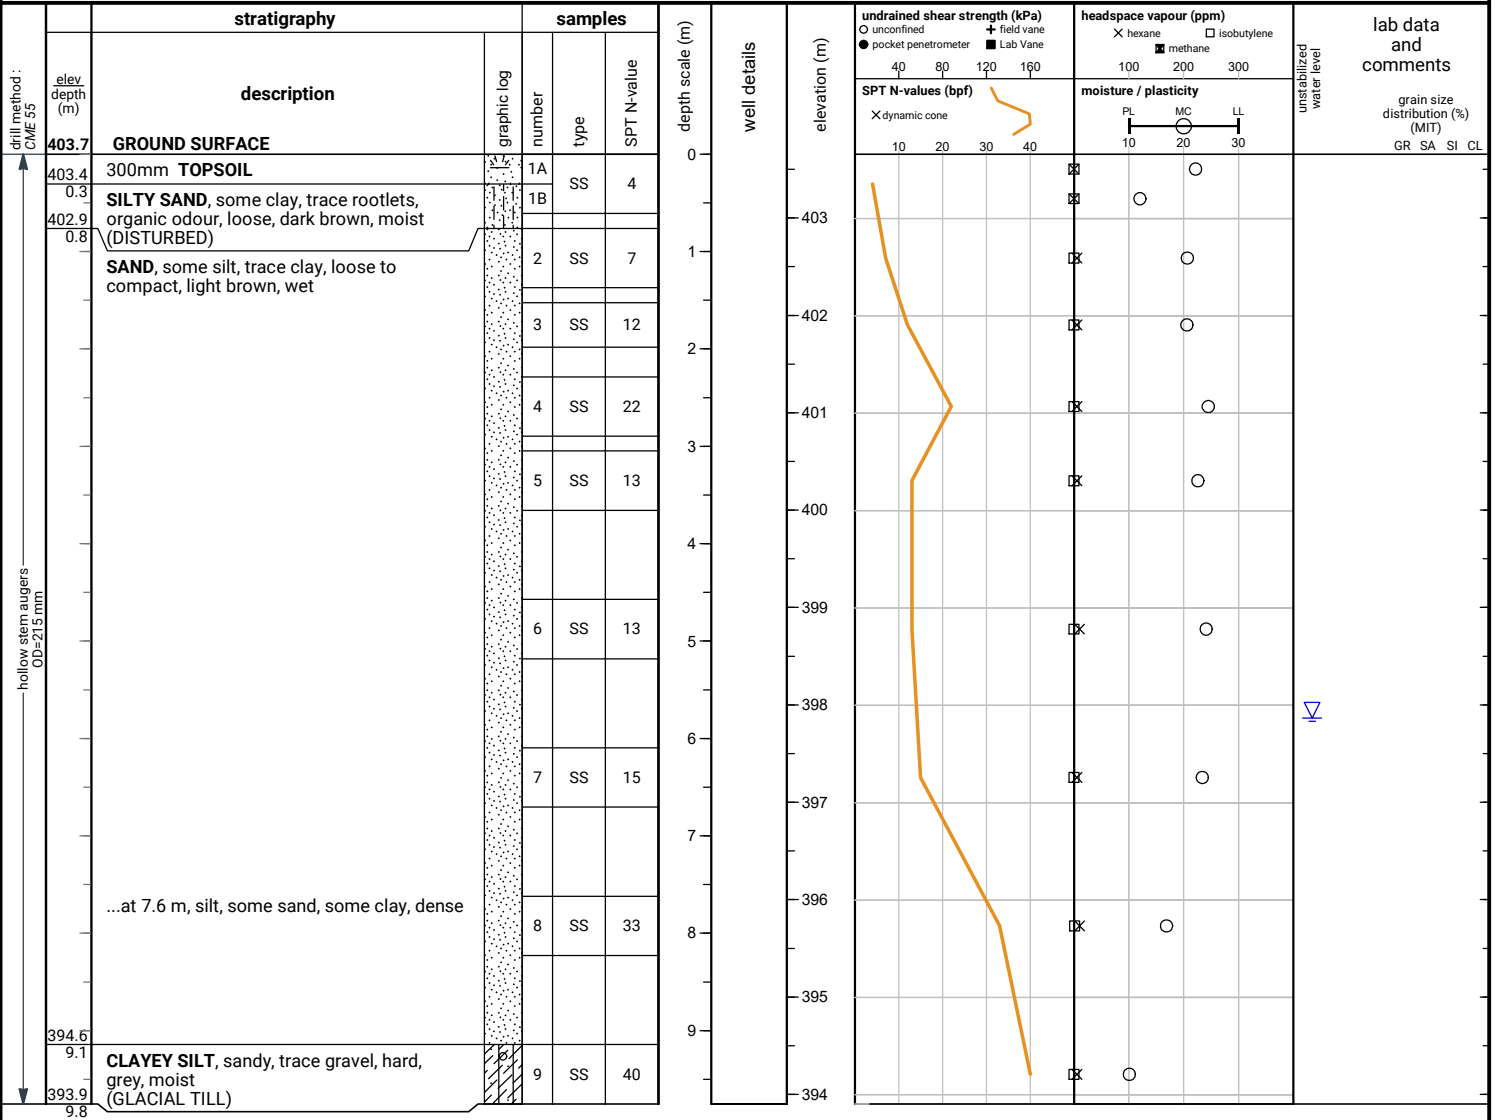 stratigraphy
samples
drill method :
CME 55
elev
depth
(m)
description
graphic log
number
type
SPT N-value
depth scale (m)
well details
elevation (m)
undrained shear strength (kPa)
unconfined
field vane
pocket penetrometer
Lab Vane
40 80 120 160
SPT N-values (bpf)
dynamic cone
10 20 30 40
headspace vapour (ppm)
hexane
isobutylene
methane
100 200 300
moisture / plasticity
PL MC LL
10 20 30
unstabilized
water level
lab data
and
comments
grain size
distribution (%)
(MIT)
GR SA SI CL
403.7 GROUND SURFACE
403.4
0.3
300mm TOPSOIL
402.9
0.8
SILTY SAND, some clay, trace rootlets,
organic odour, loose, dark brown, moist
(DISTURBED)
SAND, some silt, trace clay, loose to
compact, light brown, wet
...at 7.6 m, silt, some sand, some clay, dense
394.6
9.1
CLAYEY SILT, sandy, trace gravel, hard,
grey, moist
(GLACIAL TILL)
393.9
9.8
hollow stem augers
OD=215 mm
1A
SS 4
1B
2 SS 7
3 SS 12
4 SS 22
5 SS 13
6 SS 13
7 SS 15
8 SS 33
9 SS 40
0
1
2
3
4
5
6
7
8
9
403
402
401
400
399
398
397
396
395
394